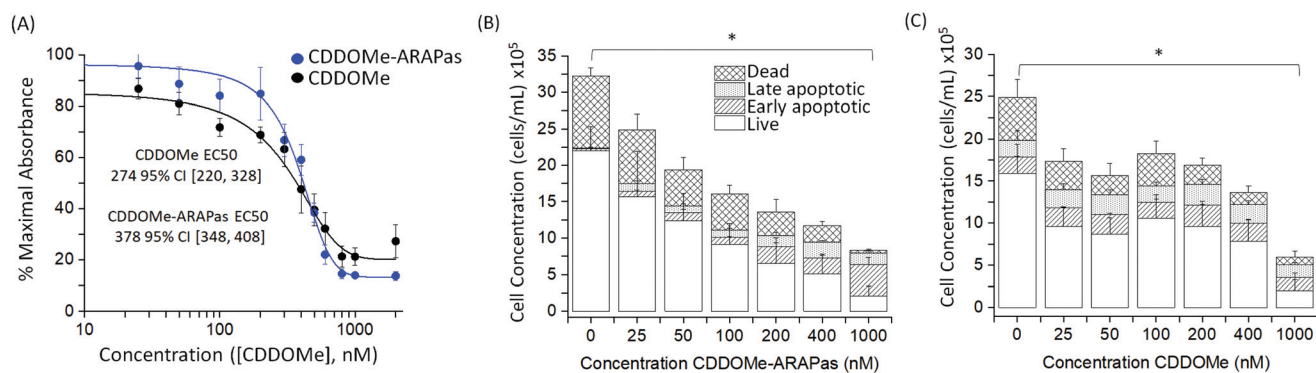 (A)
CDDOMe-ARAPas
CDDOMe
100
80
60
40
20
0
% Maximal Absorbance
CDDOMe EC50
274 95% CI [220, 328]
CDDOMe-ARAPas EC50
378 95% CI [348, 408]
10 100 1000
Concentration ([CDDOMe], nM)
(B)
*
35
30
25
20
15
10
5
0
Cell Concentration (cells/mL) x10⁵
Dead
Late apoptotic
Early apoptotic
Live
0 25 50 100 200 400 1000
Concentration CDDOMe-ARAPas (nM)
(C)
*
30
25
20
15
10
5
0
Cell Concentration (cells/mL) x10⁵
0 25 50 100 200 400 1000
Concentration CDDOMe (nM)